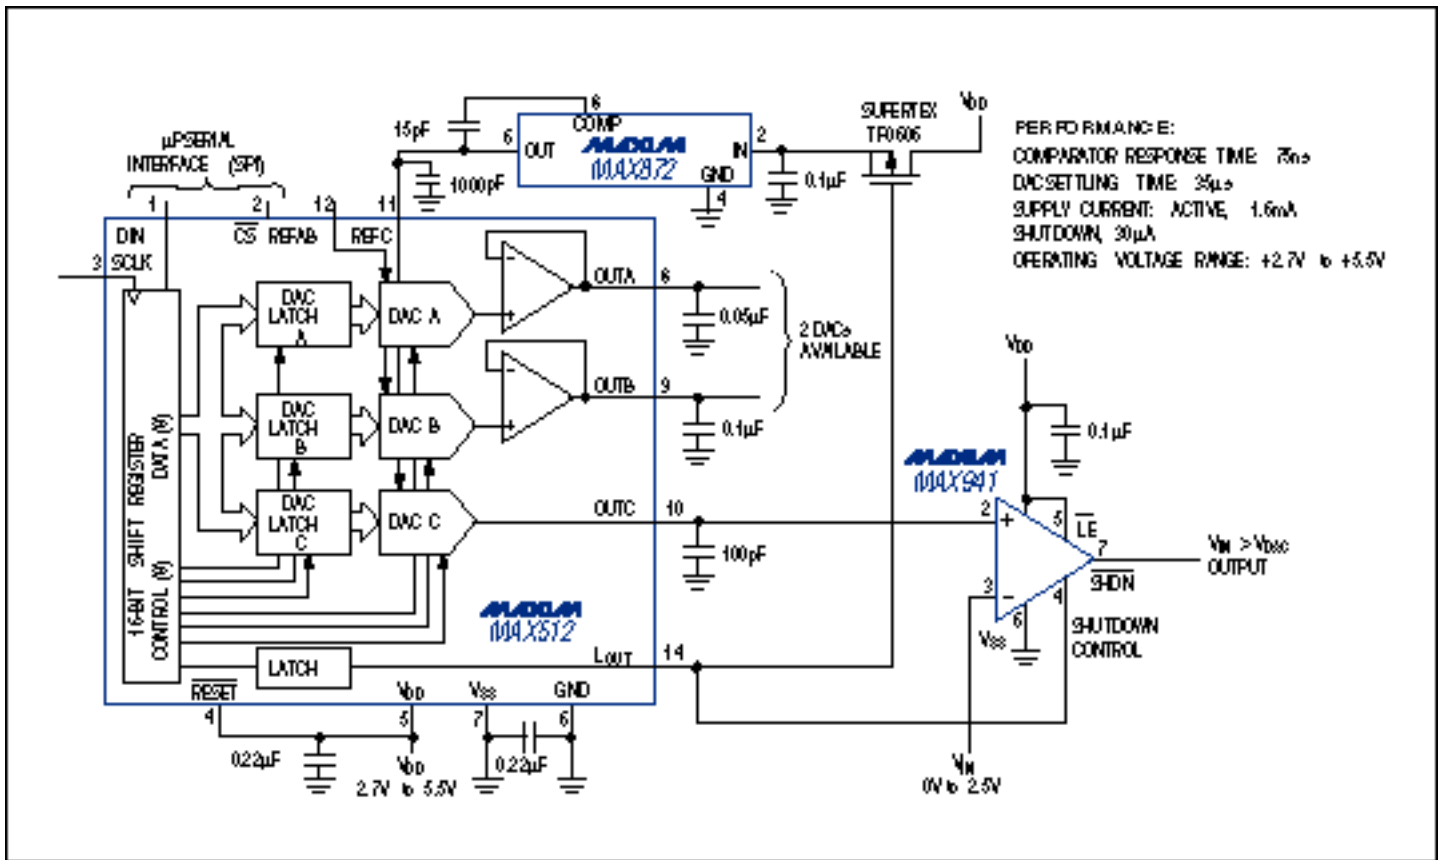 6
COMP
15pF
6
OUT
MAXIM
MAX872
IN
2
GND
4
1000pF
0.1µF
SUPERTEX
TP0606
VDD
PERFORMANCE:
COMPARATOR RESPONSE TIME: 75ns
DAC SETTLING TIME: 35µs
SUPPLY CURRENT: ACTIVE, 1.6mA
SHUTDOWN, 30µA
OPERATING VOLTAGE RANGE: +2.7V to +5.5V
µPSERIAL
INTERFACE (SPI)
1
2
12
11
DIN
CS REFAB
REFC
3 SCLK
16-BIT SHIFT REGISTER
DATA (V)
CONTROL (V)
DAC
LATCH
A
DAC A
OUTA
8
0.05µF
DAC
LATCH
B
DAC B
OUTB
9
0.1µF
2 DACs
AVAILABLE
DAC
LATCH
C
DAC C
OUTC
10
100pF
MAXIM
MAX512
LATCH
LOUT
14
RESET
4
VDD
5
VSS
7
GND
6
0.22µF
VDD
2.7V to 5.5V
0.22µF
VDD
0.1µF
MAXIM
MAX941
2
+
5
LE
7
3
-
SHDN
4
6
VSS
SHUTDOWN
CONTROL
VIN
0V to 2.5V
VIN > VDAC
OUTPUT